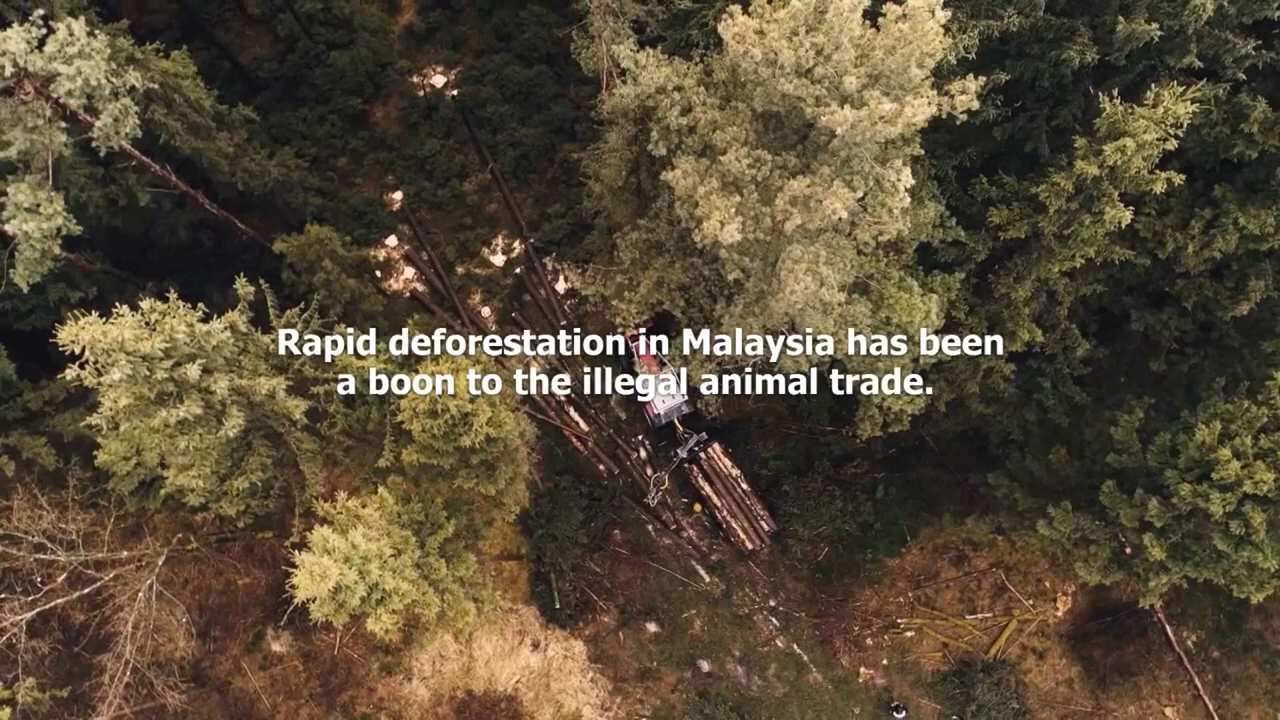 Rapid deforestation in Malaysia has been
a boon to the illegal animal trade.